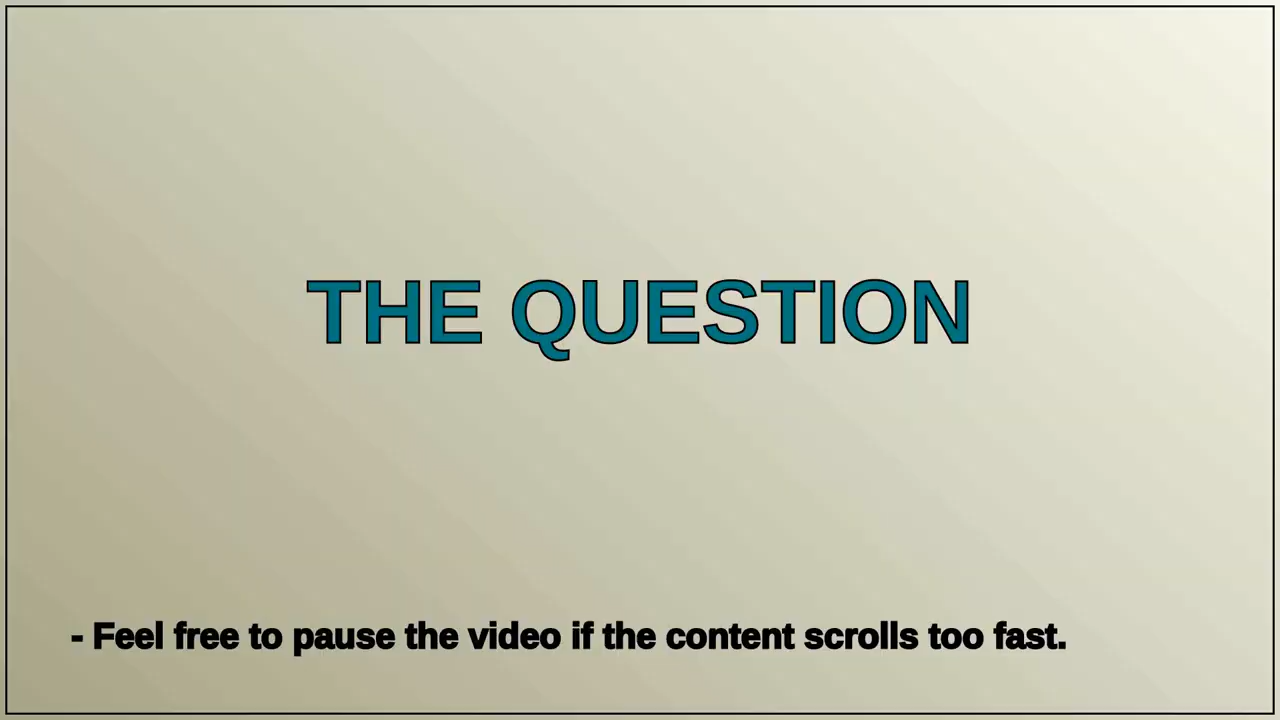 THE QUESTION
- Feel free to pause the video if the content scrolls too fast.